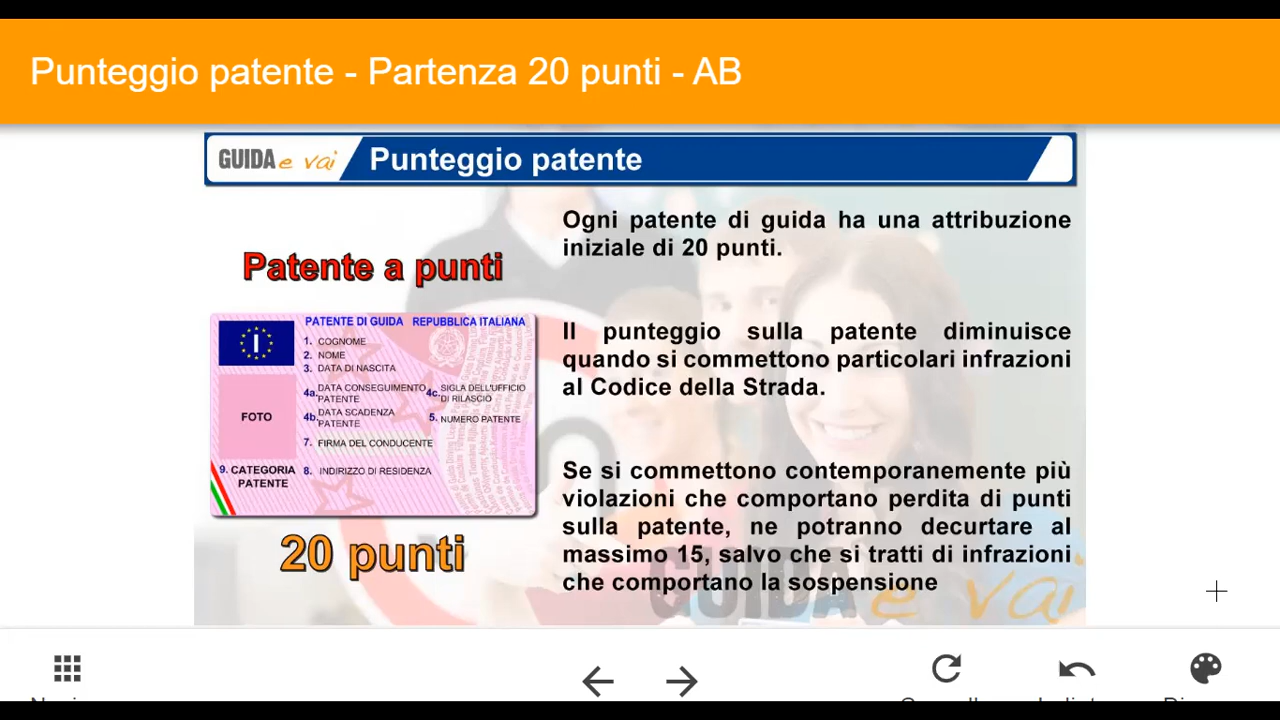 Punteggio patente - Partenza 20 punti - AB
GUIDA e vai
Punteggio patente
Ogni patente di guida ha una attribuzione
iniziale di 20 punti.
Patente a punti
PATENTE DI GUIDA REPUBBLICA ITALIANA
I
1. COGNOME
2. NOME
3. DATA DI NASCITA
4a. DATA CONSEGUIMENTO
PATENTE
4c. SIGLA DELL'UFFICIO
DI RILASCIO
4b. DATA SCADENZA
PATENTE
5. NUMERO PATENTE
FOTO
7. FIRMA DEL CONDUCENTE
9. CATEGORIA
PATENTE
8. INDIRIZZO DI RESIDENZA
20 punti
Il punteggio sulla patente diminuisce
quando si commettono particolari infrazioni
al Codice della Strada.
Se si commettono contemporanemente più
violazioni che comportano perdita di punti
sulla patente, ne potranno decurtare al
massimo 15, salvo che si tratti di infrazioni
che comportano la sospensione
GUIDA e vai